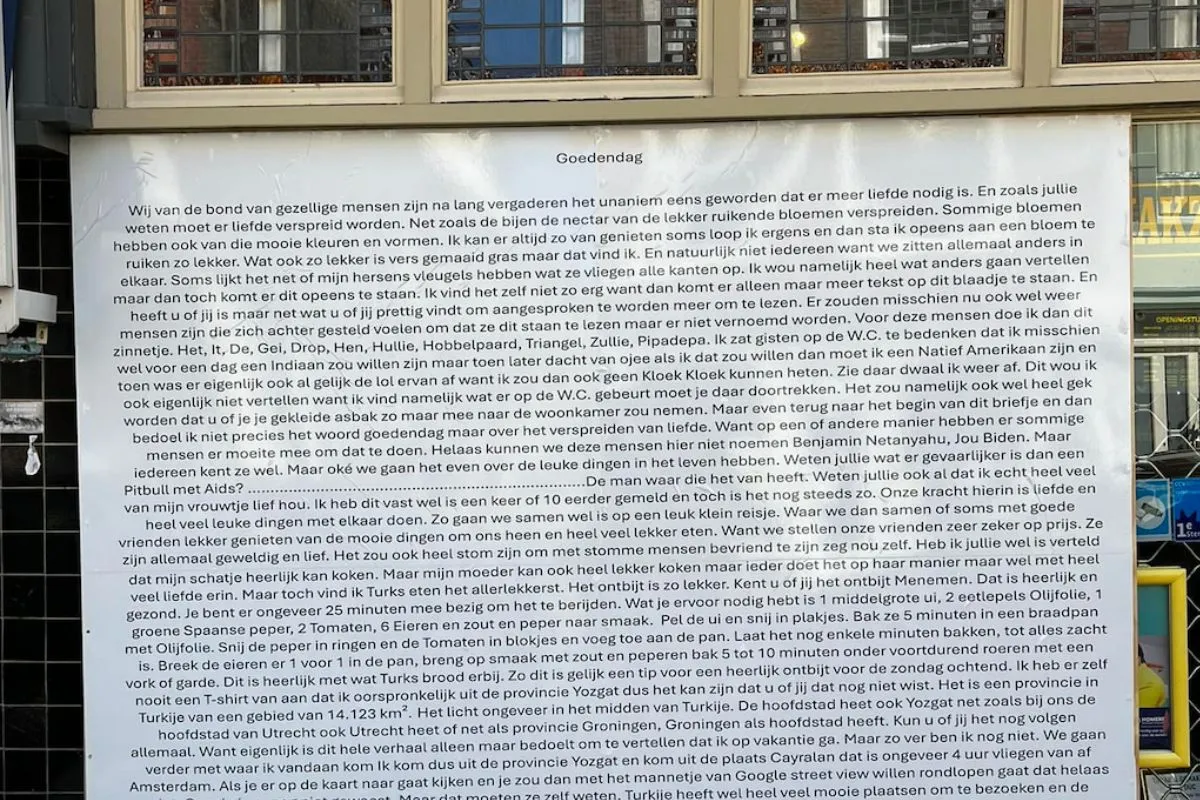 Goedendag
Wij van de bond van gezellige mensen zijn na lang vergaderen het unaniem eens geworden dat er meer liefde nodig is. En zoals jullie
weten moet er liefde verspreid worden. Net zoals de bijen de nectar van de lekker ruikende bloemen verspreiden. Sommige bloemen
hebben ook van die mooie kleuren en vormen. Ik kan er altijd zo van genieten soms loop ik ergens en dan sta ik opeens aan een bloem te
ruiken zo lekker. Wat ook zo lekker is vers gemaaid gras maar dat vind ik. En natuurlijk niet iedereen want we zitten allemaal anders in
elkaar. Soms lijkt het net of mijn hersens vleugels hebben wat ze vliegen alle kanten op. Ik wou namelijk heel wat anders gaan vertellen
maar dan toch komt er dit opeens te staan. Ik vind het zelf niet zo erg want dan komt er alleen maar meer tekst op dit blaadje te staan. En
heeft u of jij is maar net wat u of jij prettig vindt om aangesproken te worden meer om te lezen. Er zouden misschien nu ook wel weer
mensen zijn die zich achter gesteld voelen om dat ze dit staan te lezen maar er niet vernoemd worden. Voor deze mensen doe ik dan dit
zinnetje. Het, It, De, Gei, Drop, Hen, Hullie, Hobbelpaard, Triangel, Zullie, Pipadepa. Ik zat gisten op de W.C. te bedenken dat ik misschien
wel voor een dag een Indiaan zou willen zijn maar toen later dacht van ojee als ik dat zou willen dan moet ik een Natief Amerikaan zijn en
toen was er eigenlijk ook al gelijk de lol ervan af want ik zou dan ook geen Kloek Kloek kunnen heten. Zie daar dwaal ik weer af. Dit wou ik
ook eigenlijk niet vertellen want ik vind namelijk wat er op de W.C. gebeurt moet je daar doortrekken. Het zou namelijk ook wel heel gek
worden dat u of je je gekleide asbak zo maar mee naar de woonkamer zou nemen. Maar even terug naar het begin van dit briefje en dan
bedoel ik niet precies het woord goedendag maar over het verspreiden van liefde. Want op een of andere manier hebben er sommige
mensen er moeite mee om dat te doen. Helaas kunnen we deze mensen hier niet noemen Benjamin Netanyahu, Jou Biden. Maar
iedereen kent ze wel. Maar oké we gaan het even over de leuke dingen in het leven hebben. Weten jullie wat er gevaarlijker is dan een
Pitbull met Aids? ..........................................................................De man waar die het van heeft. Weten jullie ook al dat ik echt heel veel
van mijn vrouwtje lief hou. Ik heb dit vast wel is een keer of 10 eerder gemeld en toch is het nog steeds zo. Onze kracht hierin is liefde en
heel veel leuke dingen met elkaar doen. Zo gaan we samen wel is op een leuk klein reisje. Waar we dan samen of soms met goede
vrienden lekker genieten van de mooie dingen om ons heen en heel veel lekker eten. Want we stellen onze vrienden zeer zeker op prijs. Ze
zijn allemaal geweldig en lief. Het zou ook heel stom zijn om met stomme mensen bevriend te zijn zeg nou zelf. Heb ik jullie wel is verteld
dat mijn schatje heerlijk kan koken. Maar mijn moeder kan ook heel lekker koken maar ieder doet het op haar manier maar wel met heel
veel liefde erin. Maar toch vind ik Turks eten het allerlekkerst. Het ontbijt is zo lekker. Kent u of jij het ontbijt Menemen. Dat is heerlijk en
gezond. Je bent er ongeveer 25 minuten mee bezig om het te berijden. Wat je ervoor nodig hebt is 1 middelgrote ui, 2 eetlepels Olijfolie, 1
groene Spaanse peper, 2 Tomaten, 6 Eieren en zout en peper naar smaak. Pel de ui en snij in plakjes. Bak ze 5 minuten in een braadpan
met Olijfolie. Snij de peper in ringen en de Tomaten in blokjes en voeg toe aan de pan. Laat het nog enkele minuten bakken, tot alles zacht
is. Breek de eieren er 1 voor 1 in de pan, breng op smaak met zout en peperen bak 5 tot 10 minuten onder voortdurend roeren met een
vork of garde. Dit is heerlijk met wat Turks brood erbij. Zo dit is gelijk een tip voor een heerlijk ontbijt voor de zondag ochtend. Ik heb er zelf
nooit een T-shirt van aan dat ik oorspronkelijk uit de provincie Yozgat dus het kan zijn dat u of jij dat nog niet wist. Het is een provincie in
Turkije van een gebied van 14.123 km². Het licht ongeveer in het midden van Turkije. De hoofdstad heet ook Yozgat net zoals bij ons de
hoofdstad van Utrecht ook Utrecht heet of net als provincie Groningen, Groningen als hoofdstad heeft. Kun u of jij het nog volgen
allemaal. Want eigenlijk is dit hele verhaal alleen maar bedoelt om te vertellen dat ik op vakantie ga. Maar zo ver ben ik nog niet. We gaan
verder met waar ik vandaan kom Ik kom dus uit de provincie Yozgat en kom uit de plaats Cayralan dat is ongeveer 4 uur vliegen van af
Amsterdam. Als je er op de kaart naar gaat kijken en je zou dan met het mannetje van Google street view willen rondlopen gaat dat helaas
niet geweest. Maar dat moeten ze zelf weten. Turkije heeft wel heel veel mooie plaatsen om te bezoeken en de
OPENINGSTU
1e